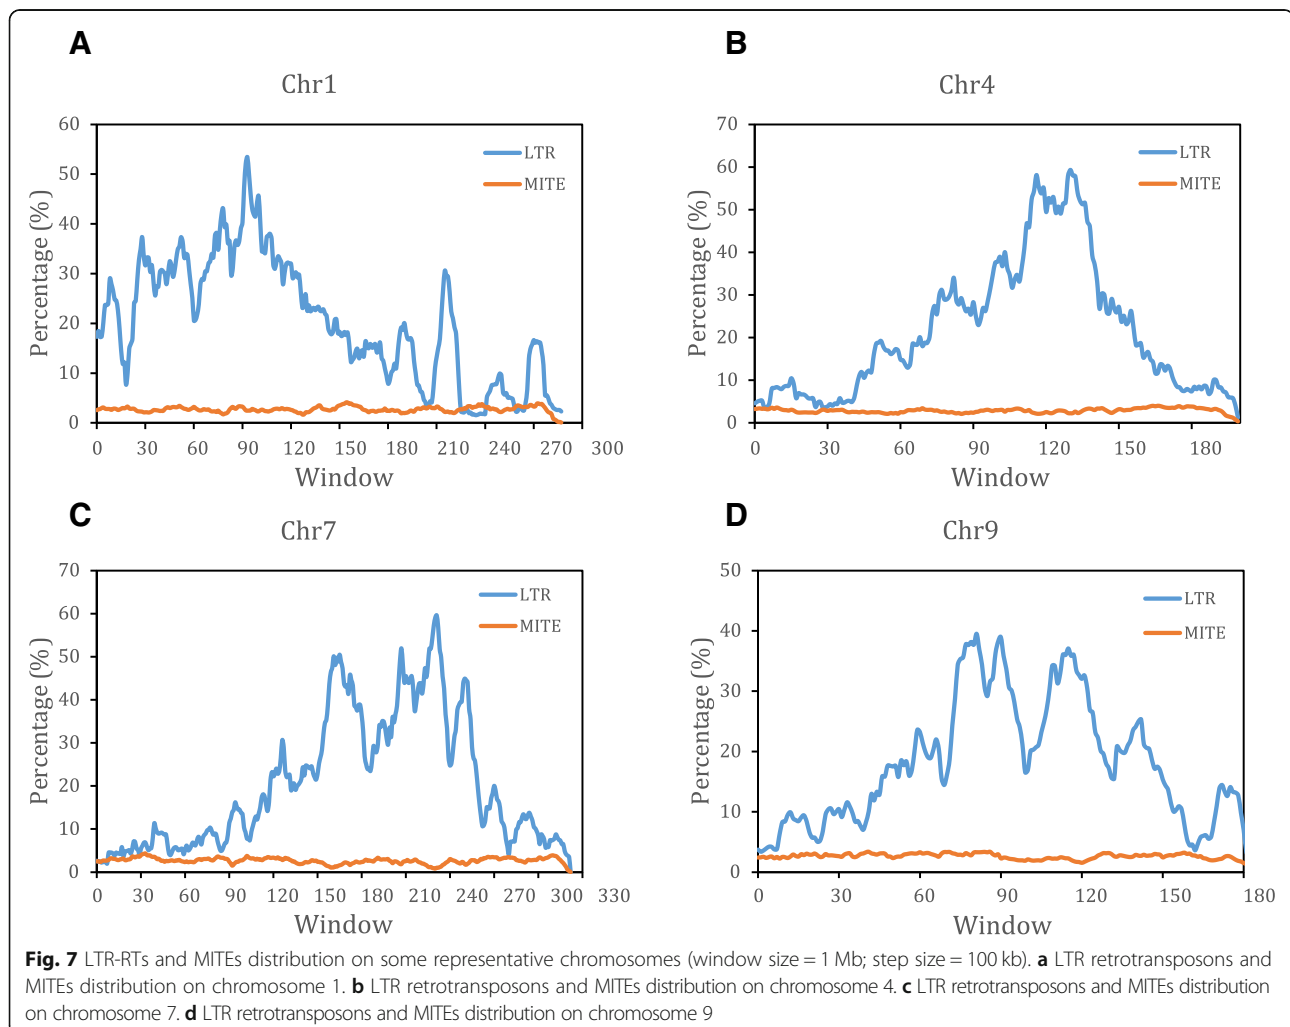 A
Chr1
60
50
40
30
20
10
0
Percentage (%)
LTR
MITE
0 30 60 90 120 150 180 210 240 270 300
Window
B
Chr4
70
60
50
40
30
20
10
0
Percentage (%)
LTR
MITE
0 30 60 90 120 150 180
Window
C
Chr7
70
60
50
40
30
20
10
0
Percentage (%)
LTR
MITE
0 30 60 90 120 150 180 210 240 270 300 330
Window
D
Chr9
50
40
30
20
10
0
Percentage (%)
LTR
MITE
0 30 60 90 120 150 180
Window
Fig. 7 LTR-RTs and MITEs distribution on some representative chromosomes (window size = 1 Mb; step size = 100 kb). a LTR retrotransposons and
MITEs distribution on chromosome 1. b LTR retrotransposons and MITEs distribution on chromosome 4. c LTR retrotransposons and MITEs distribution
on chromosome 7. d LTR retrotransposons and MITEs distribution on chromosome 9